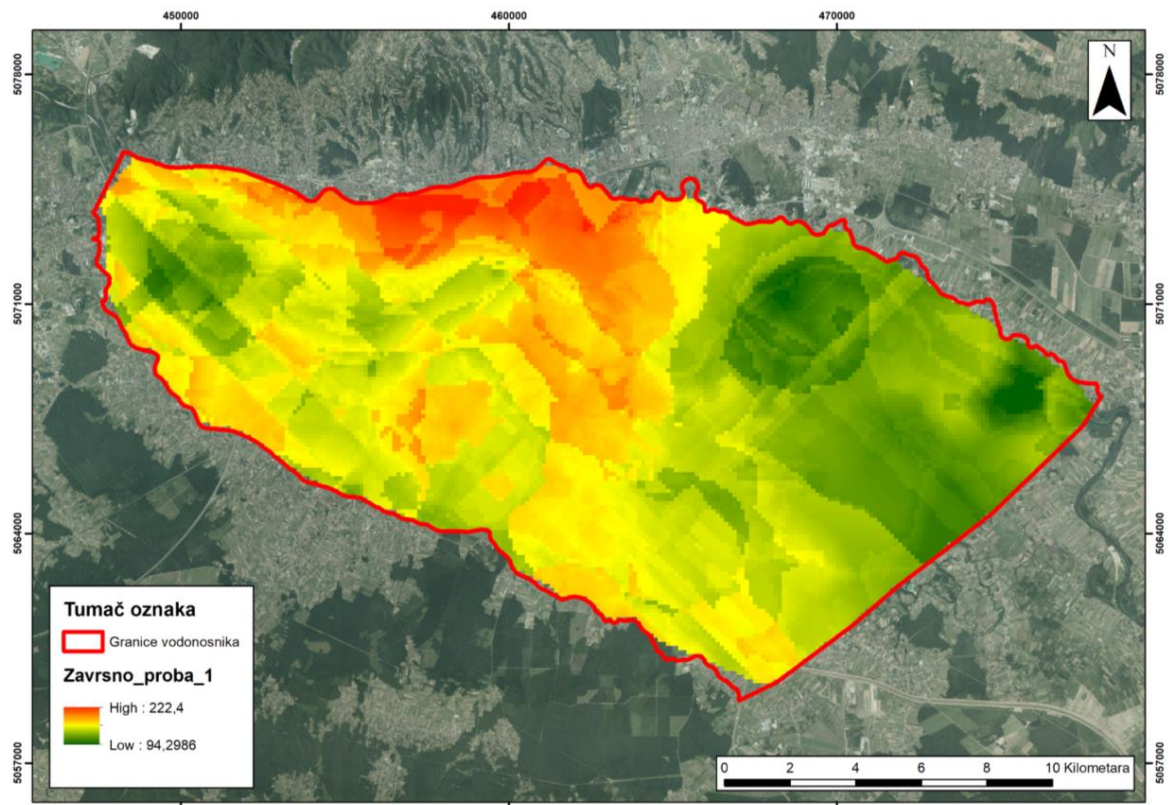 450000 460000 470000
N
5078000 5078000
5071000 5071000
5064000 5064000
5057000 5057000
Tumač oznaka
Granice vodonosnika
Zavrsno_proba_1
High : 222,4
Low : 94,2986
0 2 4 6 8 10 Kilometara